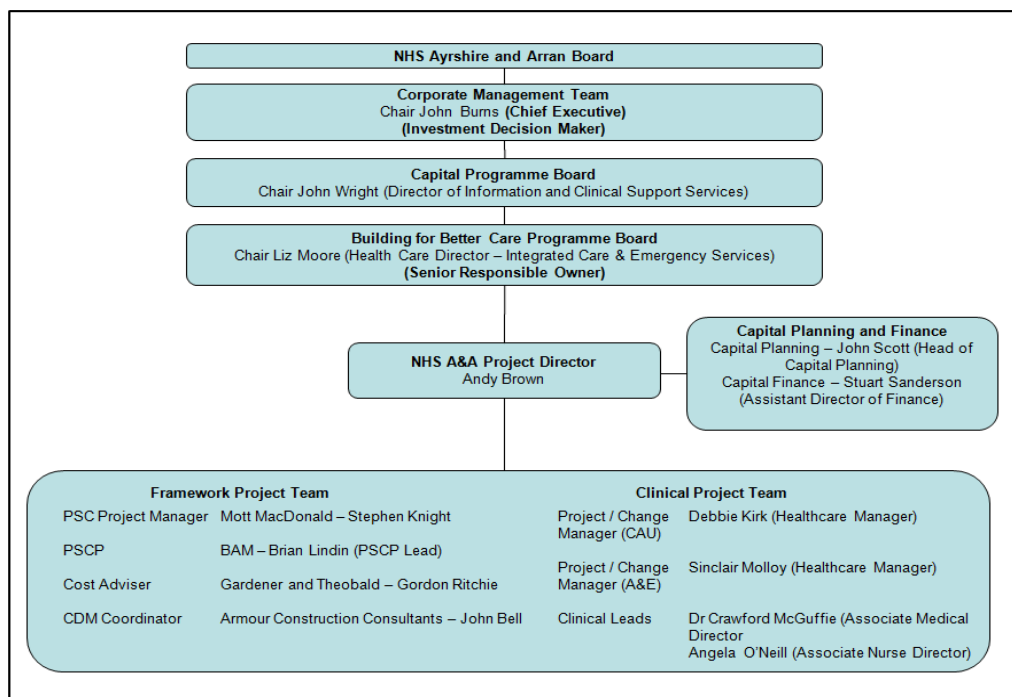 NHS Ayrshire and Arran Board
Corporate Management Team
Chair John Burns (Chief Executive)
(Investment Decision Maker)
Capital Programme Board
Chair John Wright (Director of Information and Clinical Support Services)
Building for Better Care Programme Board
Chair Liz Moore (Health Care Director – Integrated Care & Emergency Services)
(Senior Responsible Owner)
NHS A&A Project Director
Andy Brown
Capital Planning and Finance
Capital Planning – John Scott (Head of
Capital Planning)
Capital Finance – Stuart Sanderson
(Assistant Director of Finance)
Framework Project Team
PSC Project Manager Mott MacDonald – Stephen Knight
PSCP BAM – Brian Lindin (PSCP Lead)
Cost Adviser Gardener and Theobald – Gordon Ritchie
CDM Coordinator Armour Construction Consultants – John Bell
Clinical Project Team
Project / Change Debbie Kirk (Healthcare Manager)
Manager (CAU)
Project / Change Sinclair Molloy (Healthcare Manager)
Manager (A&E)
Clinical Leads Dr Crawford McGuffie (Associate Medical
Director
Angela O'Neill (Associate Nurse Director)